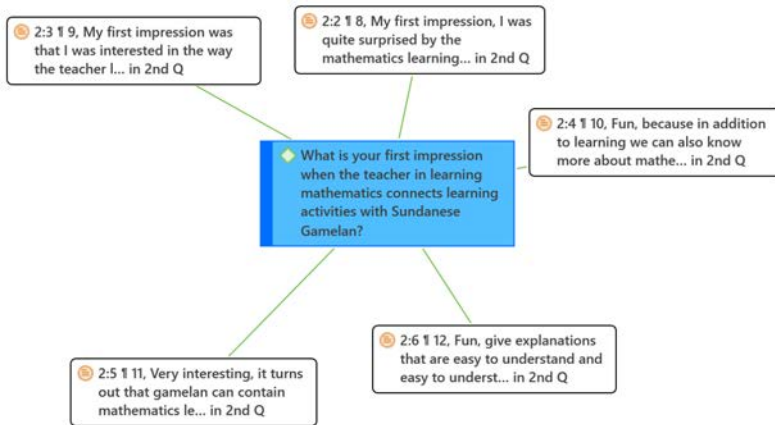 2:3 ¶ 9, My first impression was
that I was interested in the way
the teacher l... in 2nd Q
2:2 ¶ 8, My first impression, I was
quite surprised by the
mathematics learning... in 2nd Q
2:4 ¶ 10, Fun, because in addition
to learning we can also know
more about mathe... in 2nd Q
What is your first impression
when the teacher in learning
mathematics connects learning
activities with Sundanese
Gamelan?
2:5 ¶ 11, Very interesting, it turns
out that gamelan can contain
mathematics le... in 2nd Q
2:6 ¶ 12, Fun, give explanations
that are easy to understand and
easy to underst... in 2nd Q